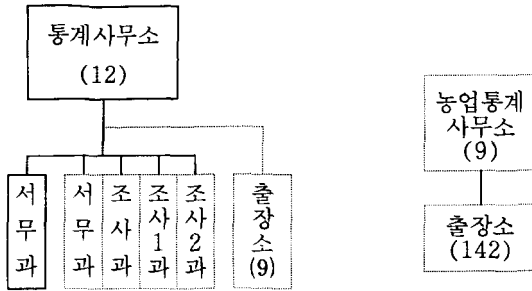 통계사무소
(12)
농업통계
사무소
(9)
서무과
서무과
조사과
조사1과
조사2과
출장소(9)
출장소
(142)